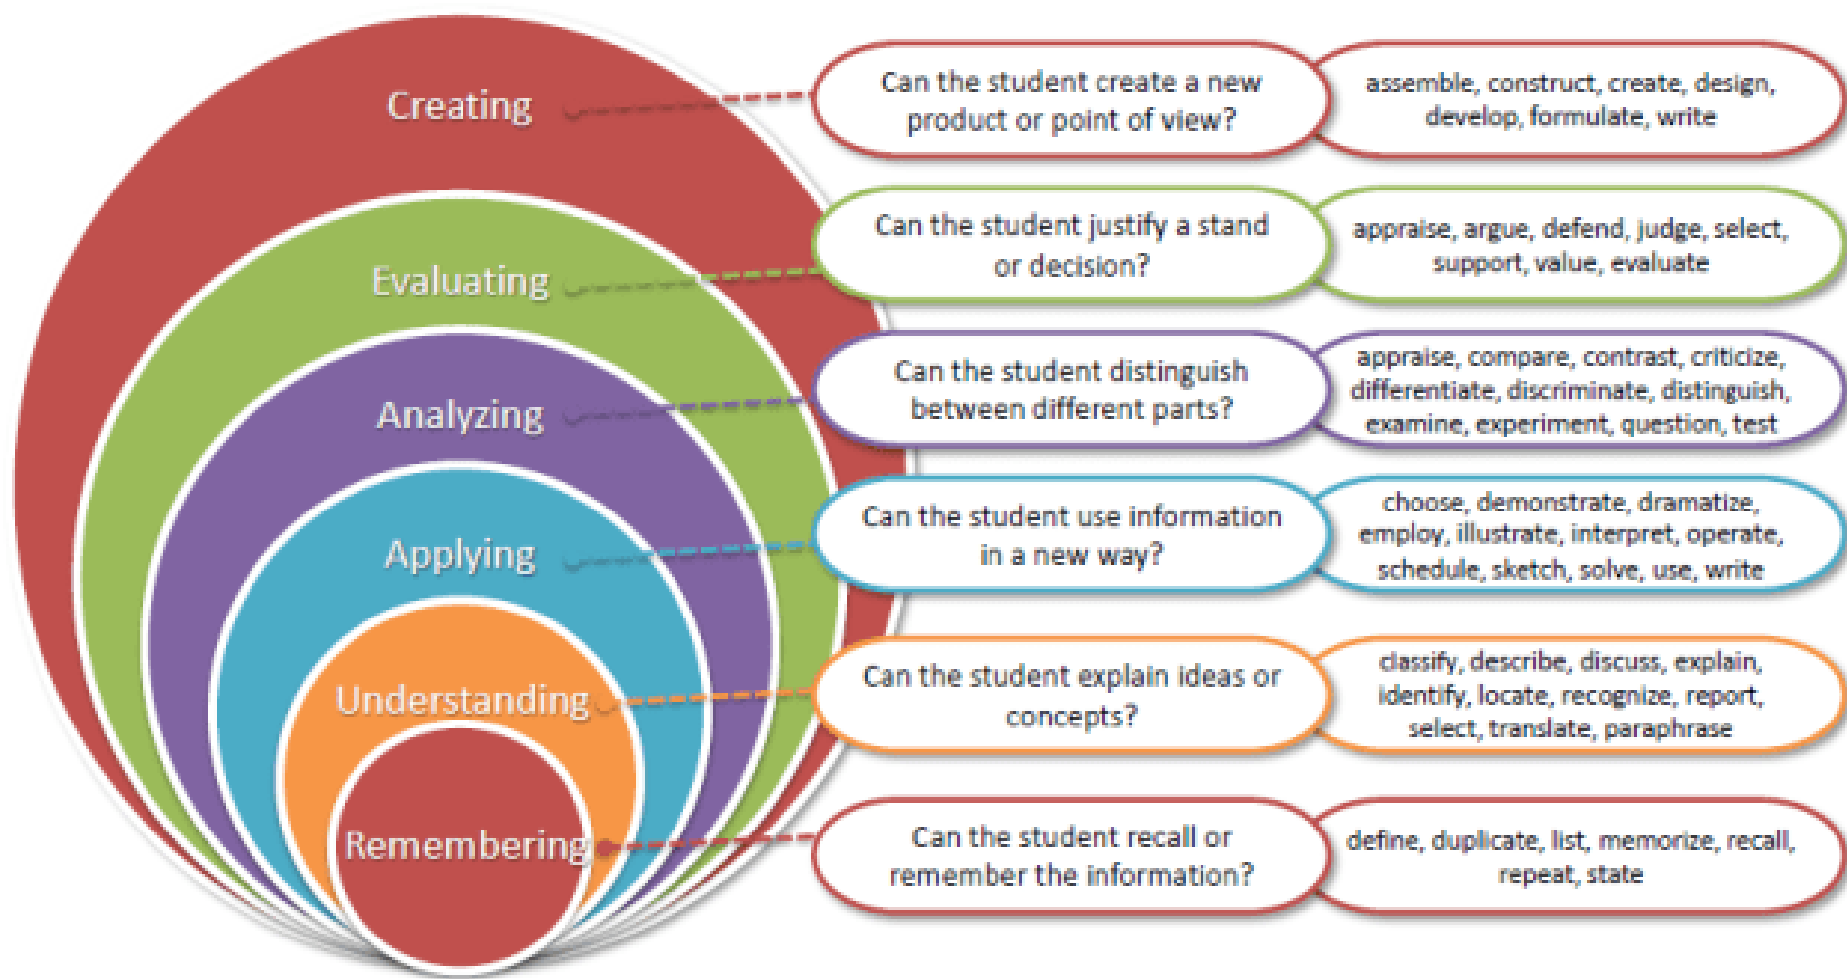 Creating
Can the student create a new
product or point of view?
assemble, construct, create, design,
develop, formulate, write
Evaluating
Can the student justify a stand
or decision?
appraise, argue, defend, judge, select,
support, value, evaluate
Analyzing
Can the student distinguish
between different parts?
appraise, compare, contrast, criticize,
differentiate, discriminate, distinguish,
examine, experiment, question, test
Applying
Can the student use information
in a new way?
choose, demonstrate, dramatize,
employ, illustrate, interpret, operate,
schedule, sketch, solve, use, write
Understanding
Can the student explain ideas or
concepts?
classify, describe, discuss, explain,
identify, locate, recognize, report,
select, translate, paraphrase
Remembering
Can the student recall or
remember the information?
define, duplicate, list, memorize, recall,
repeat, state